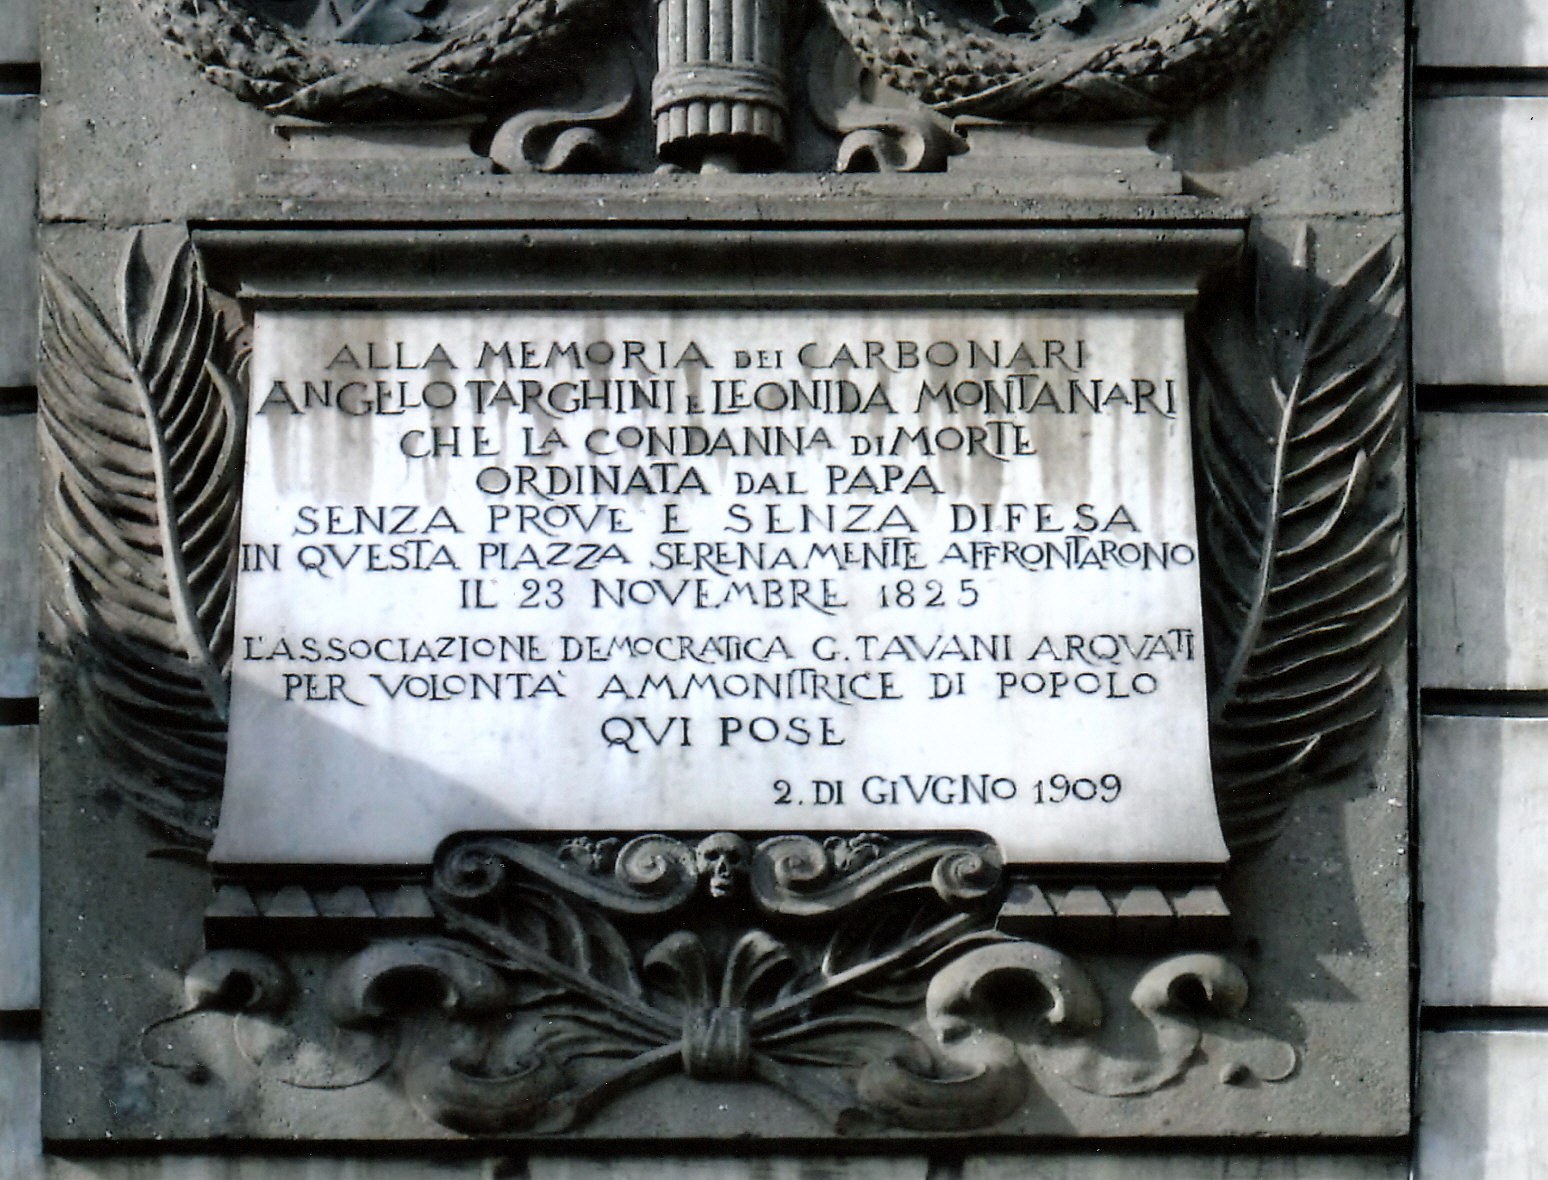 ALLA MEMORIA DEI CARBONARI
ANGELO TARGHINI E LEONIDA MONTANARI
CHE LA CONDANNA DI MORTE
ORDINATA DAL PAPA
SENZA PROVE E SENZA DIFESA
IN QVESTA PIAZZA SERENAMENTE AFFRONTARONO
IL 23 NOVEMBRE 1825
L'ASSOCIAZIONE DEMOCRATICA G. TAVANI ARQVATI
PER VOLONTA' AMMONITRICE DI POPOLO
QVI POSE
2. DI GIVGNO 1909